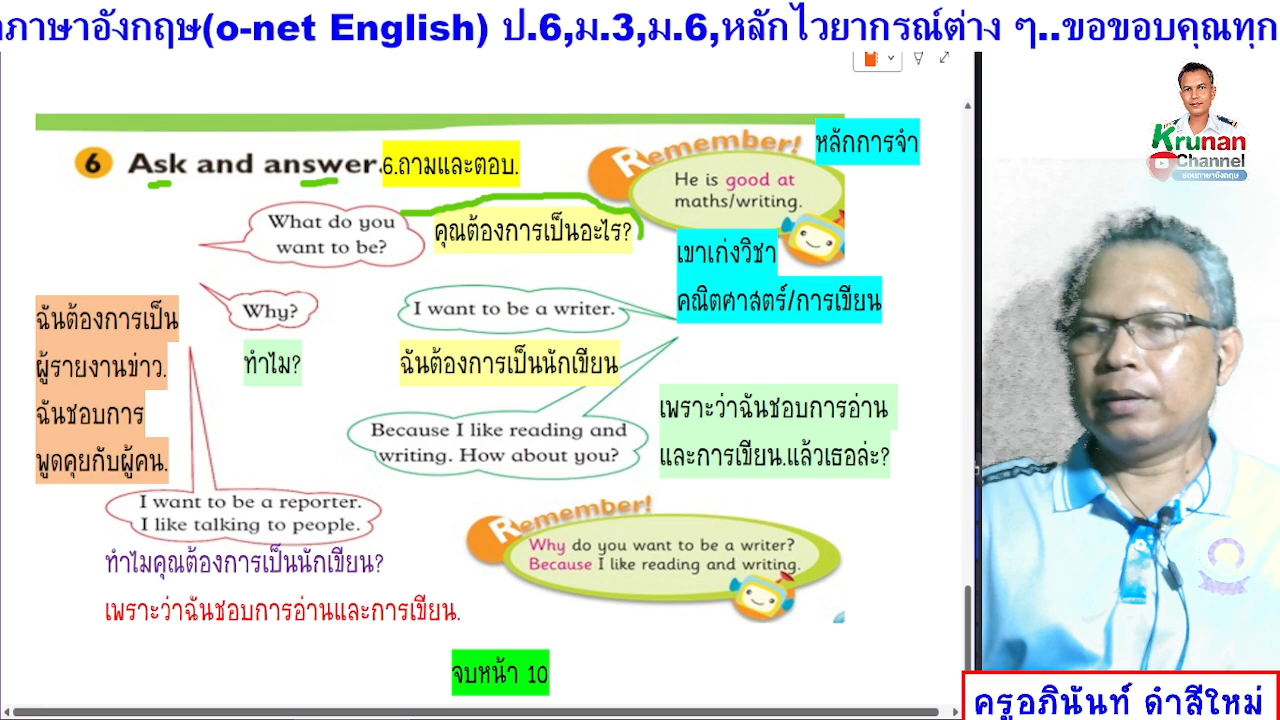 ภาษาอังกฤษ(o-net English) ป.6,ม.3,ม.6,หลักไวยากรณ์ต่าง ๆ..ขอขอบคุณทุก
Krunan
Channel
สอนภาษาอังกฤษ
6 Ask and answer.
6.ถามและตอบ.
Remember!
หลักการจำ
He is good at
maths/writing.
What do you
want to be?
คุณต้องการเป็นอะไร?
เขาเก่งวิชา
คณิตศาสตร์/การเขียน
Why?
ทำไม?
I want to be a writer.
ฉันต้องการเป็นนักเขียน
ฉันต้องการเป็น
ผู้รายงานข่าว.
ฉันชอบการ
พูดคุยกับผู้คน.
Because I like reading and
writing. How about you?
เพราะว่าฉันชอบการอ่าน
และการเขียน.แล้วเธอล่ะ?
I want to be a reporter.
I like talking to people.
ทำไมคุณต้องการเป็นนักเขียน?
เพราะว่าฉันชอบการอ่านและการเขียน.
Remember!
Why do you want to be a writer?
Because I like reading and writing.
จบหน้า 10
ครูอภินันท์ ดำสีใหม่